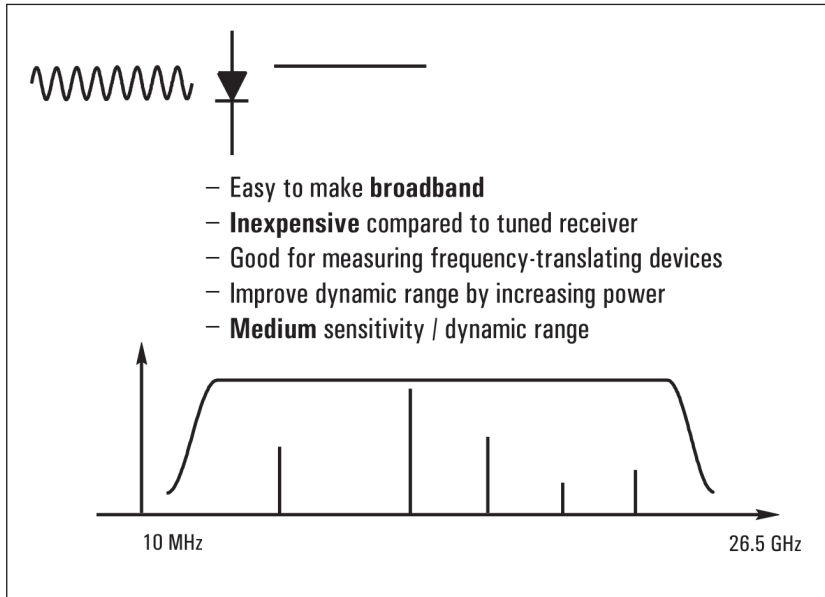 – Easy to make broadband
– Inexpensive compared to tuned receiver
– Good for measuring frequency-translating devices
– Improve dynamic range by increasing power
– Medium sensitivity / dynamic range
10 MHz
26.5 GHz